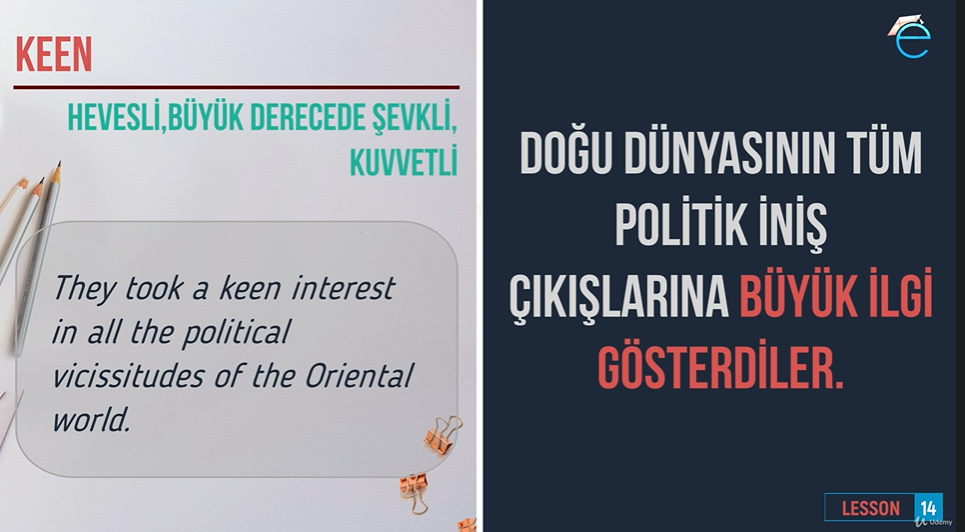 KEEN
HEVESLİ,BÜYÜK DERECEDE ŞEVKLİ,
KUVVETLİ
They took a keen interest
in all the political
vicissitudes of the Oriental
world.
DOĞU DÜNYASININ TÜM
POLİTİK İNİŞ
ÇIKIŞLARINA BÜYÜK İLGİ
GÖSTERDİLER.
LESSON 14
Udemy